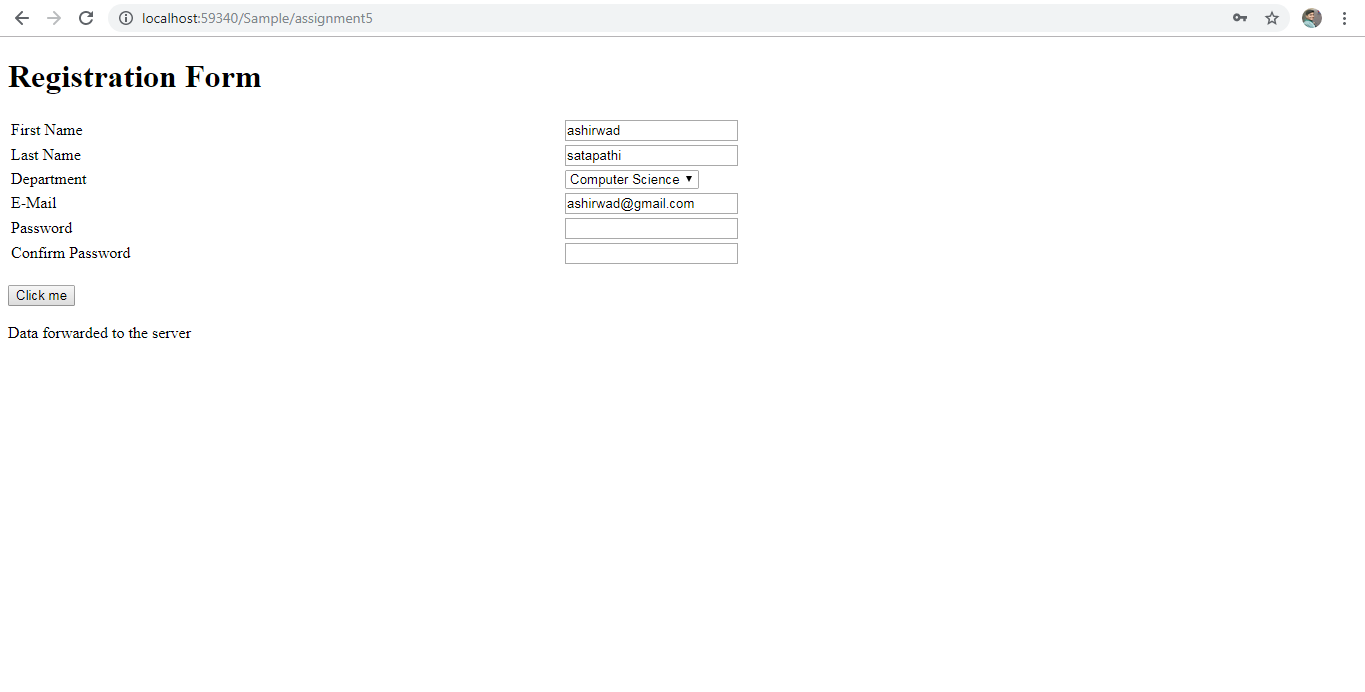 localhost:59340/Sample/assignment5
Registration Form
First Name ashirwad
Last Name satapathi
Department Computer Science
E-Mail ashirwad@gmail.com
Password
Confirm Password
Click me
Data forwarded to the server